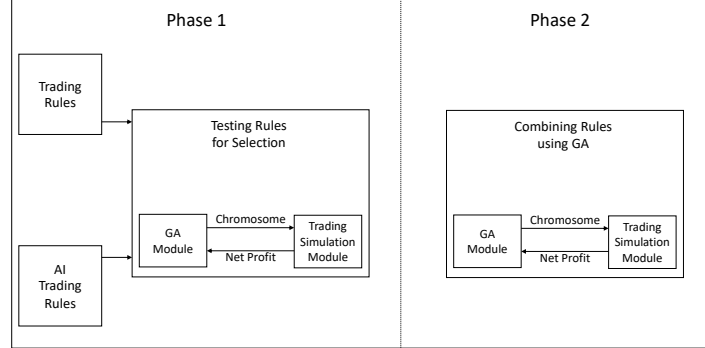 Phase 1
Phase 2
Trading
Rules
Testing Rules
for Selection
GA
Module
Chromosome
Net Profit
Trading
Simulation
Module
AI
Trading
Rules
Combining Rules
using GA
GA
Module
Chromosome
Net Profit
Trading
Simulation
Module